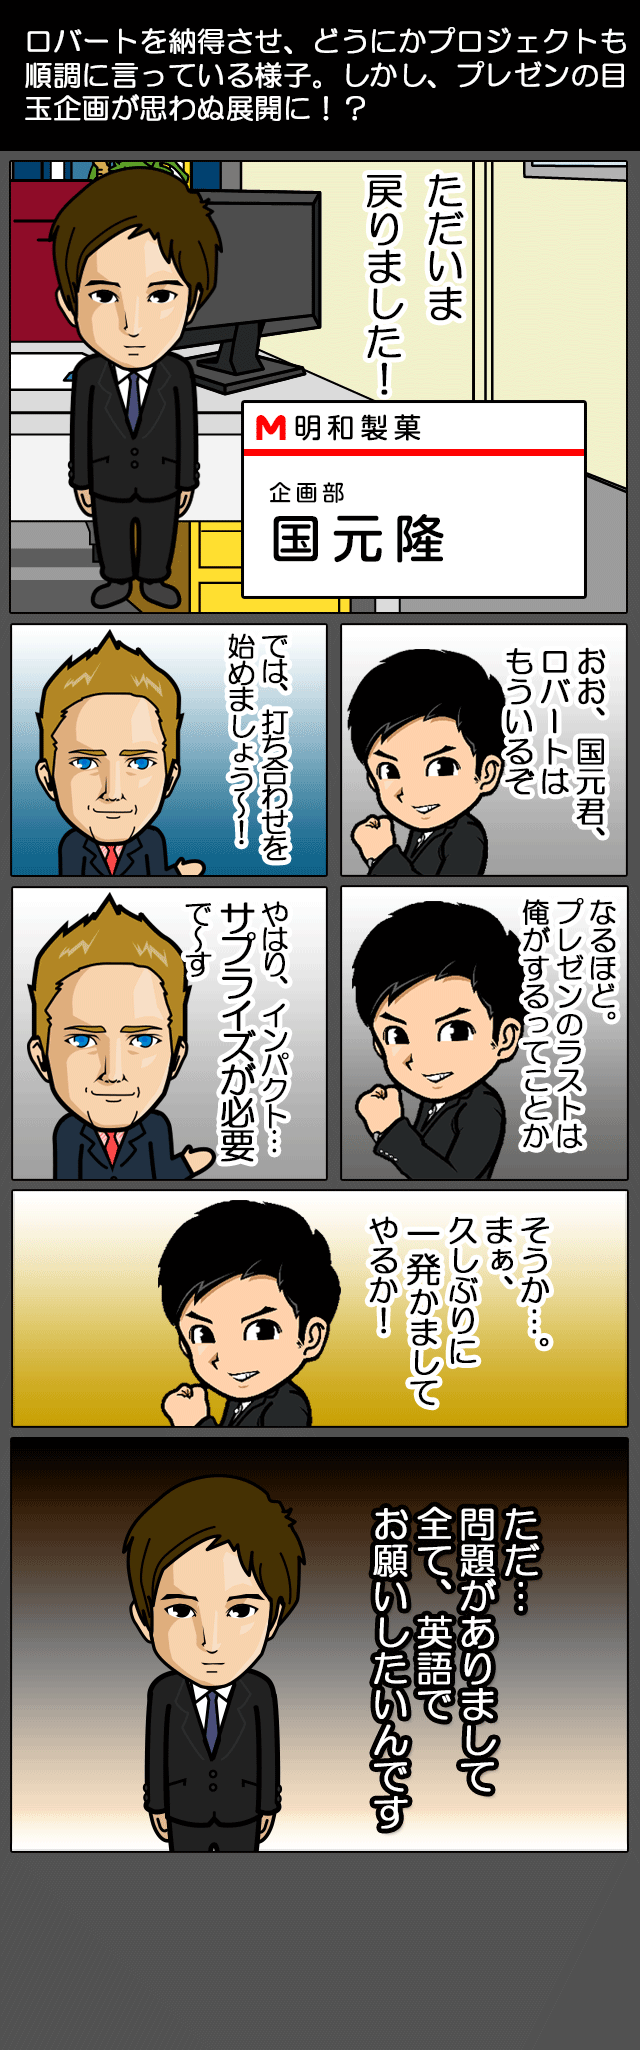 ロバートを納得させ、どうにかプロジェクトも
順調に言っている様子。しかし、プレゼンの目
玉企画が思わぬ展開に！？
ただいま
戻りました！
M 明和製菓
企画部
国元隆
おお、国元君、
ロバートは
もういるぞ
では、打ち合わせを
始めましょう〜！
なるほど。
プレゼンのラストは
俺がするってことか
やはり、インパクト…
サプライズが必要
で〜す
そうか…。
まぁ、
久しぶりに
一発かまして
やるか！
ただ…
問題がありまして
全て、英語で
お願いしたいんです